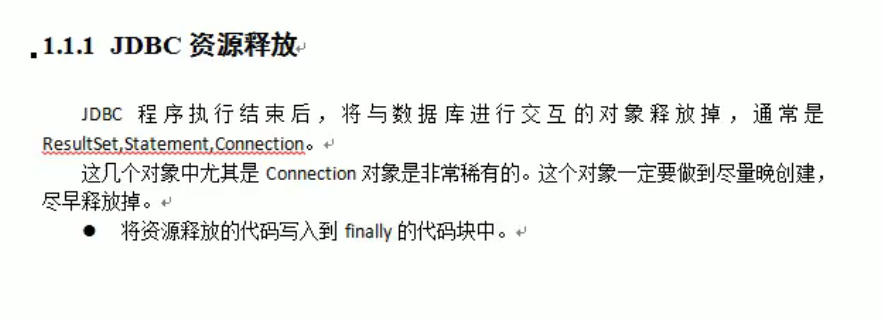 1.1.1 JDBC 资源释放
JDBC 程序执行结束后，将与数据库进行交互的对象释放掉，通常是
ResultSet,Statement,Connection。
这几个对象中尤其是 Connection 对象是非常稀有的。这个对象一定要做到尽量晚创建，
尽早释放掉。
● 将资源释放的代码写入到 finally 的代码块中。